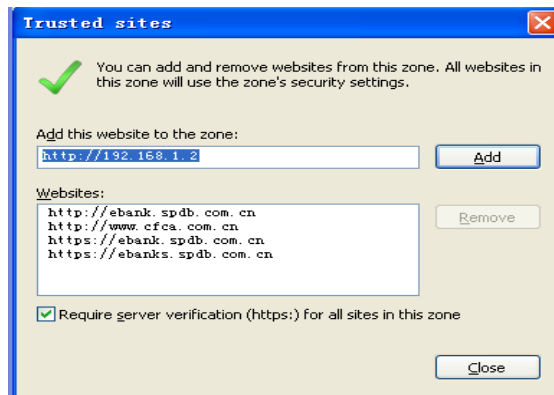 Trusted sites
You can add and remove websites from this zone. All websites in
this zone will use the zone's security settings.
Add this website to the zone:
http://192.168.1.2
Add
Websites:
http://ebank.spdb.com.cn
http://www.cfca.com.cn
https://ebank.spdb.com.cn
https://ebanks.spdb.com.cn
Remove
Require server verification (https:) for all sites in this zone
Close